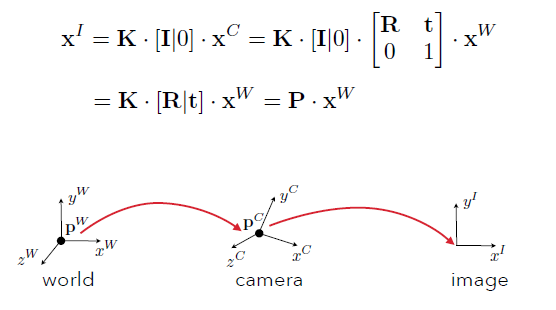 x^I = K · [I|0] · x^C = K · [I|0] · [R t; 0 1] · x^W
= K · [R|t] · x^W = P · x^W
y^W y^C y^I
p^W p^C
z^W x^W z^C x^C x^I
world camera image